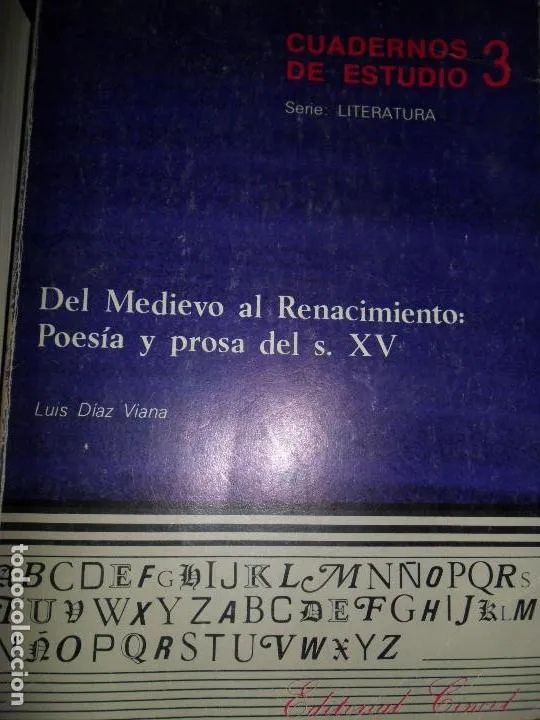 CUADERNOS 3
DE ESTUDIO
Serie: LITERATURA
Del Medievo al Renacimiento:
Poesía y prosa del s. XV
Luis Díaz Viana
ABCDEFGHIJKLMNÑOPQRS
TUVWXYZABCDEFGHIJKLM
NÑOPQRSTUVWXYZ
Editorial Cincel
todocoleccion